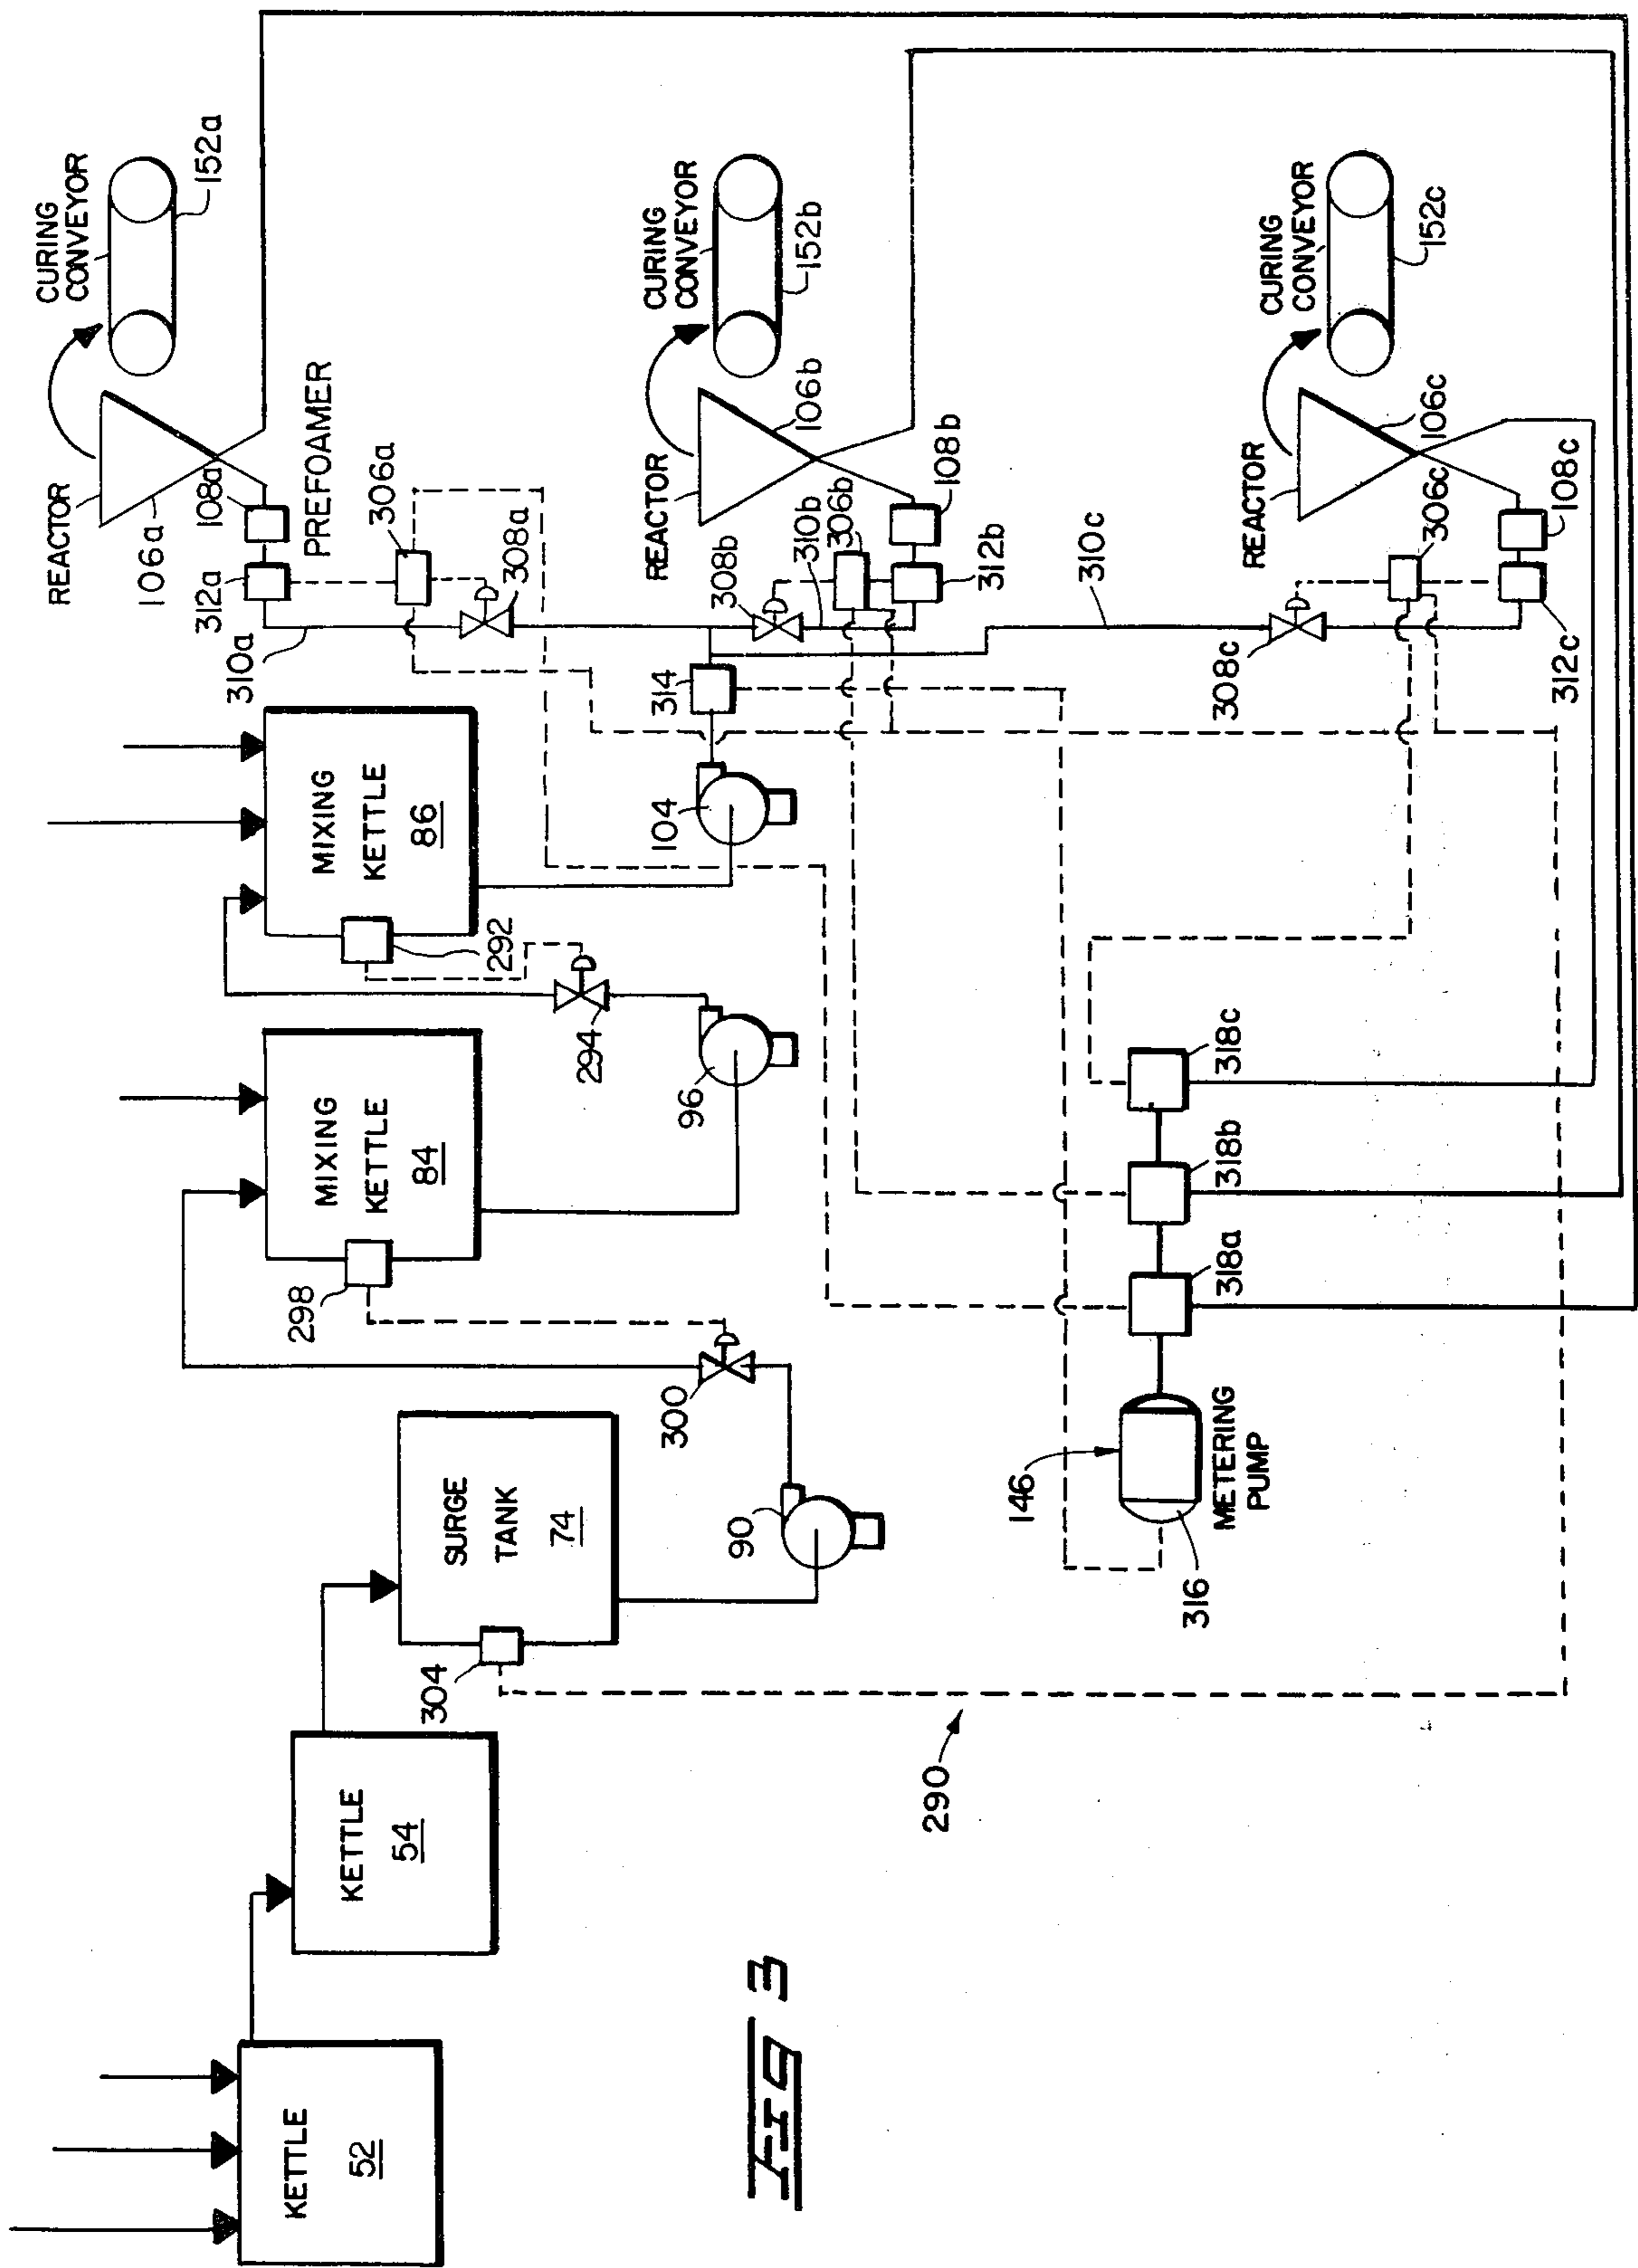 KETTLE
52
KETTLE
54
SURGE
TANK
74
304
90
300
MIXING
KETTLE
84
298
96
294
MIXING
KETTLE
86
292
104
314
310a
312a
REACTOR
106a
108a
CURING
CONVEYOR
152a
PREFOAMER
306a
308a
REACTOR
106b
CURING
CONVEYOR
152b
308b
310b
306b
108b
312b
310c
REACTOR
106c
CURING
CONVEYOR
152c
308c
306c
108c
312c
146
METERING
PUMP
316
318a
318b
318c
290
FIG 3